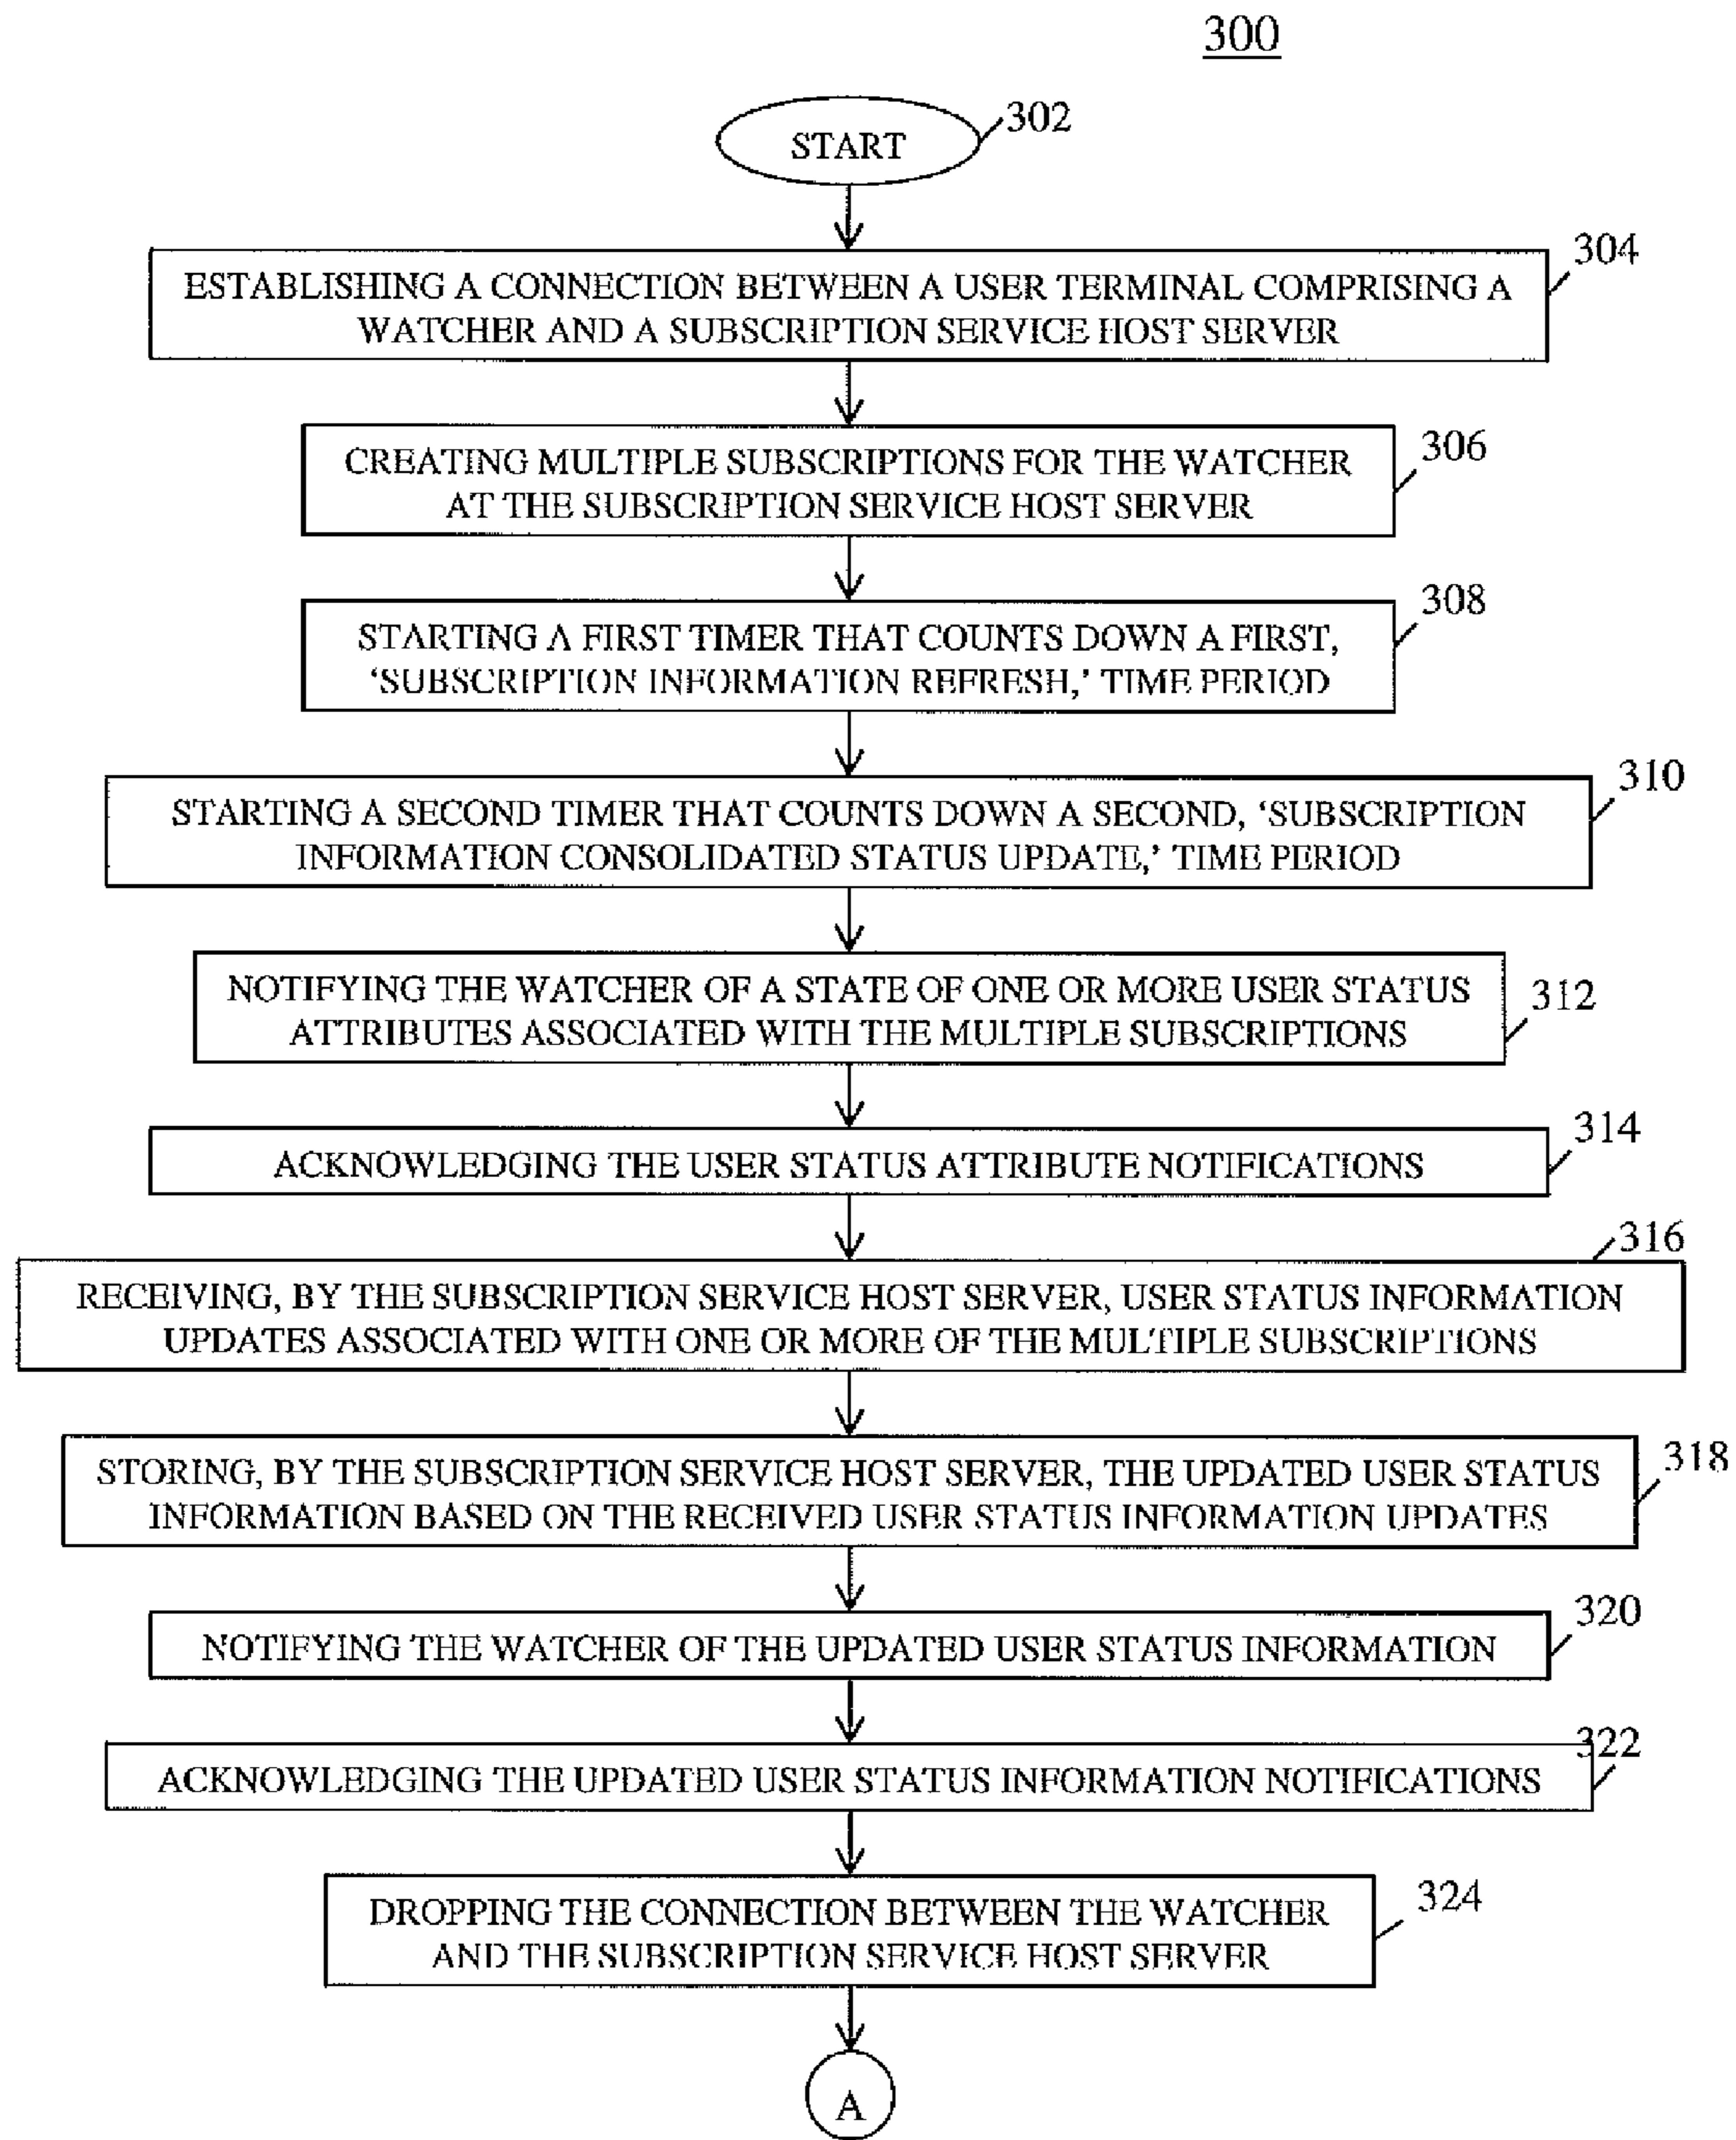 300
START
302
304
ESTABLISHING A CONNECTION BETWEEN A USER TERMINAL COMPRISING A
WATCHER AND A SUBSCRIPTION SERVICE HOST SERVER
306
CREATING MULTIPLE SUBSCRIPTIONS FOR THE WATCHER
AT THE SUBSCRIPTION SERVICE HOST SERVER
308
STARTING A FIRST TIMER THAT COUNTS DOWN A FIRST,
‘SUBSCRIPTION INFORMATION REFRESH,’ TIME PERIOD
310
STARTING A SECOND TIMER THAT COUNTS DOWN A SECOND, ‘SUBSCRIPTION
INFORMATION CONSOLIDATED STATUS UPDATE,’ TIME PERIOD
312
NOTIFYING THE WATCHER OF A STATE OF ONE OR MORE USER STATUS
ATTRIBUTES ASSOCIATED WITH THE MULTIPLE SUBSCRIPTIONS
314
ACKNOWLEDGING THE USER STATUS ATTRIBUTE NOTIFICATIONS
316
RECEIVING, BY THE SUBSCRIPTION SERVICE HOST SERVER, USER STATUS INFORMATION
UPDATES ASSOCIATED WITH ONE OR MORE OF THE MULTIPLE SUBSCRIPTIONS
318
STORING, BY THE SUBSCRIPTION SERVICE HOST SERVER, THE UPDATED USER STATUS
INFORMATION BASED ON THE RECEIVED USER STATUS INFORMATION UPDATES
320
NOTIFYING THE WATCHER OF THE UPDATED USER STATUS INFORMATION
322
ACKNOWLEDGING THE UPDATED USER STATUS INFORMATION NOTIFICATIONS
324
DROPPING THE CONNECTION BETWEEN THE WATCHER
AND THE SUBSCRIPTION SERVICE HOST SERVER
A